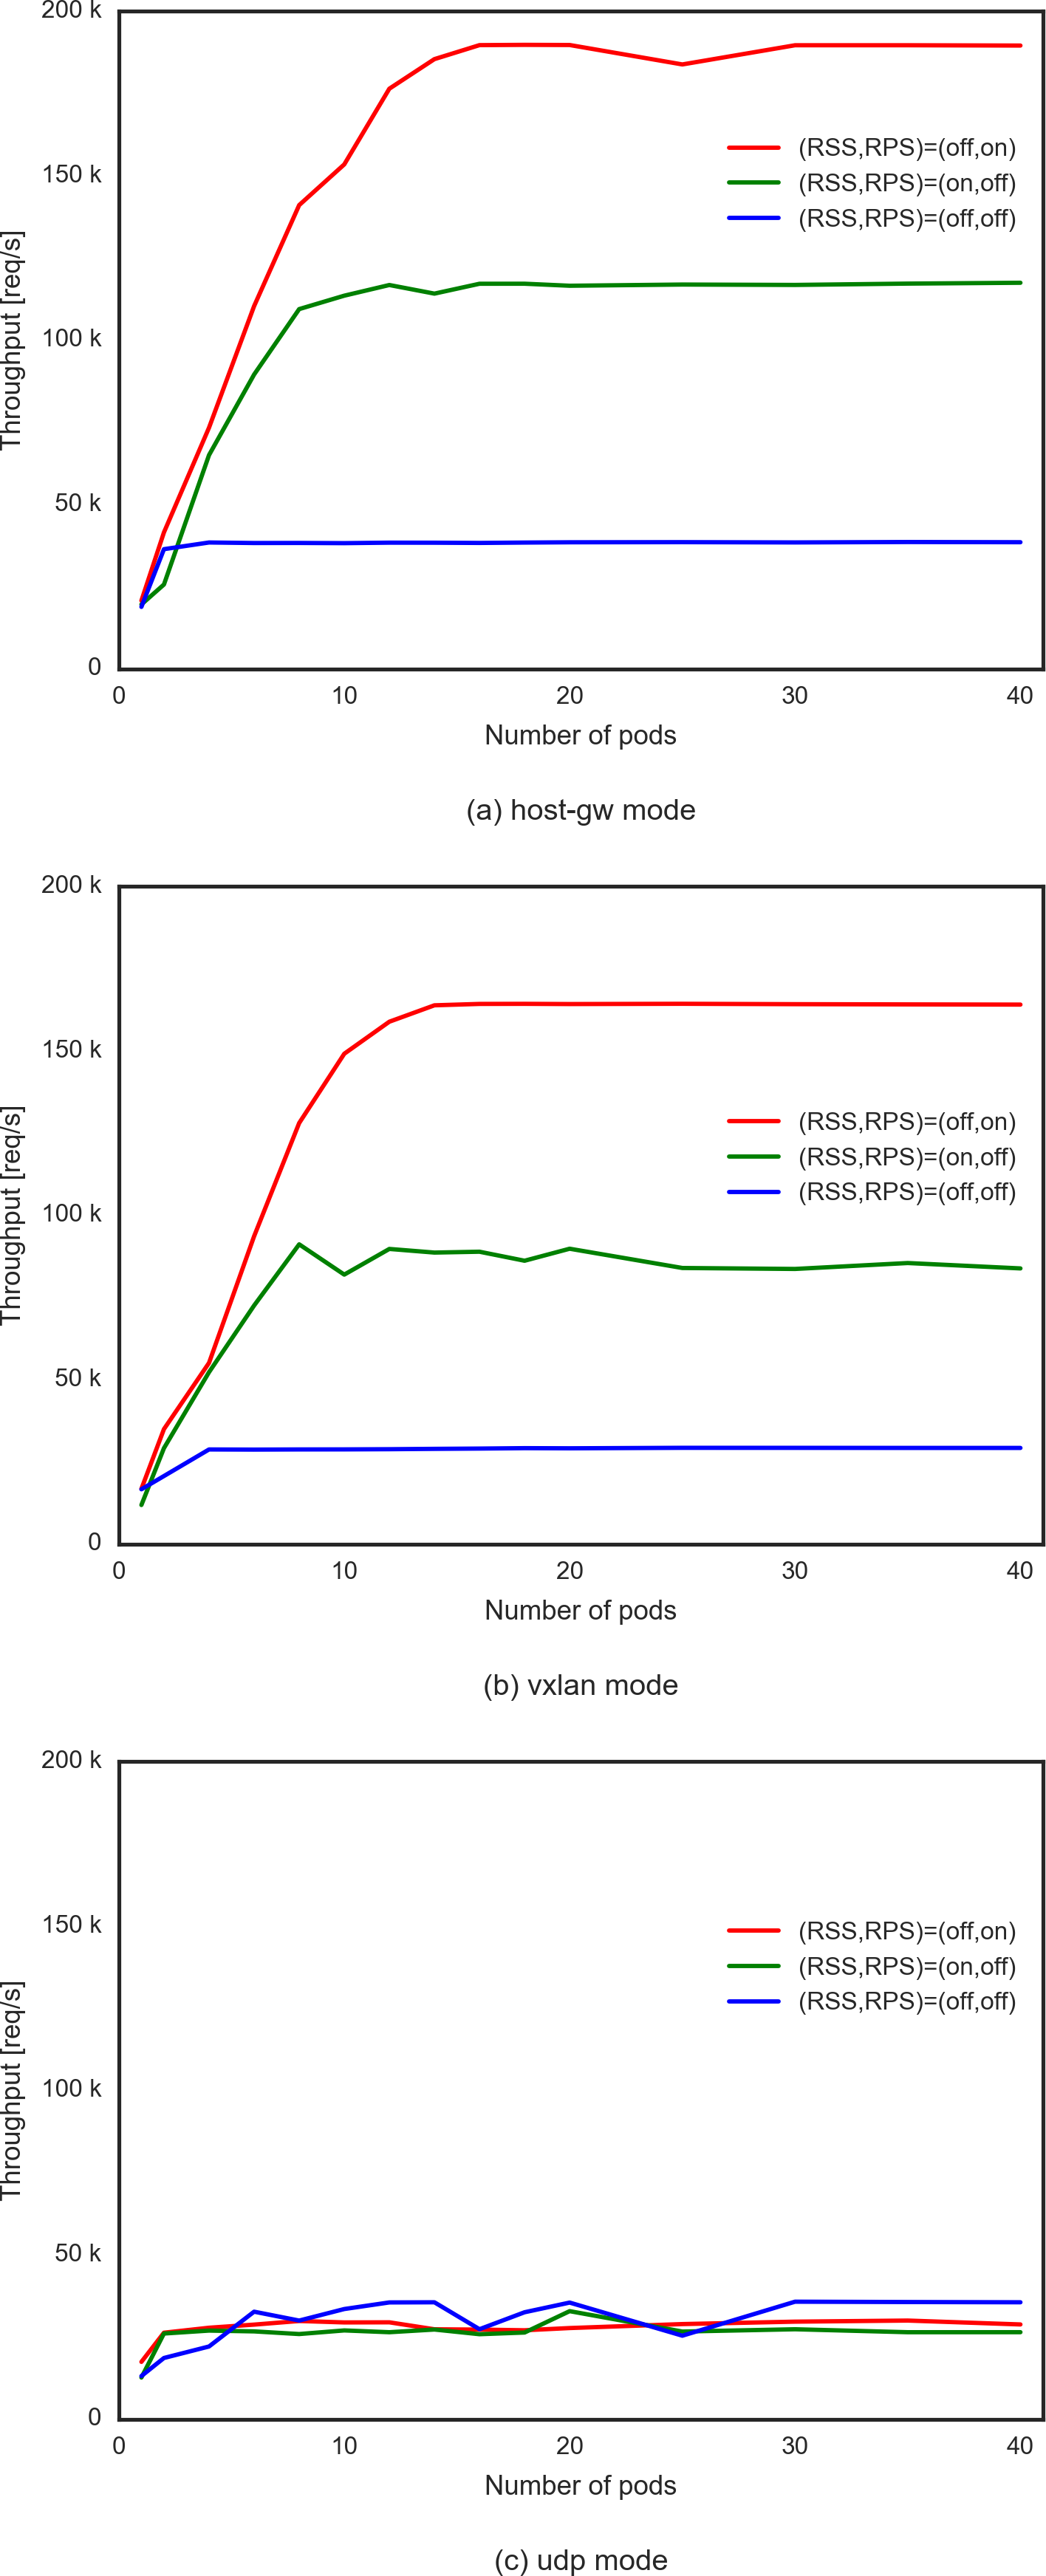 200 k
150 k
100 k
50 k
0
Throughput [req/s]
(RSS,RPS)=(off,on)
(RSS,RPS)=(on,off)
(RSS,RPS)=(off,off)
0 10 20 30 40
Number of pods
(a) host-gw mode
200 k
150 k
100 k
50 k
0
Throughput [req/s]
(RSS,RPS)=(off,on)
(RSS,RPS)=(on,off)
(RSS,RPS)=(off,off)
0 10 20 30 40
Number of pods
(b) vxlan mode
200 k
150 k
100 k
50 k
0
Throughput [req/s]
(RSS,RPS)=(off,on)
(RSS,RPS)=(on,off)
(RSS,RPS)=(off,off)
0 10 20 30 40
Number of pods
(c) udp mode